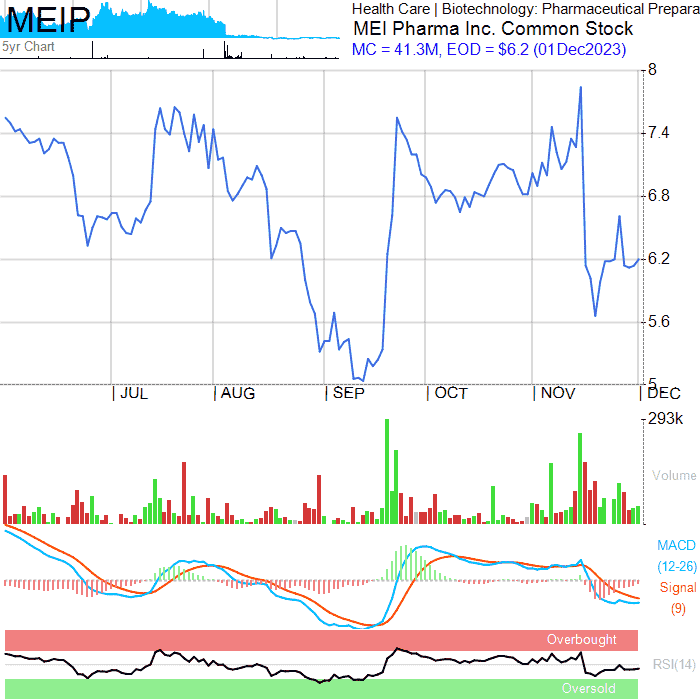 MEIP
5yr Chart
Health Care | Biotechnology: Pharmaceutical Prepara
MEI Pharma Inc. Common Stock
MC = 41.3M, EOD = $6.2 (01Dec2023)
8
7.4
6.8
6.2
5.6
5
JUL
AUG
SEP
OCT
NOV
DEC
293k
Volume
MACD
(12-26)
Signal
(9)
Overbought
RSI(14)
Oversold